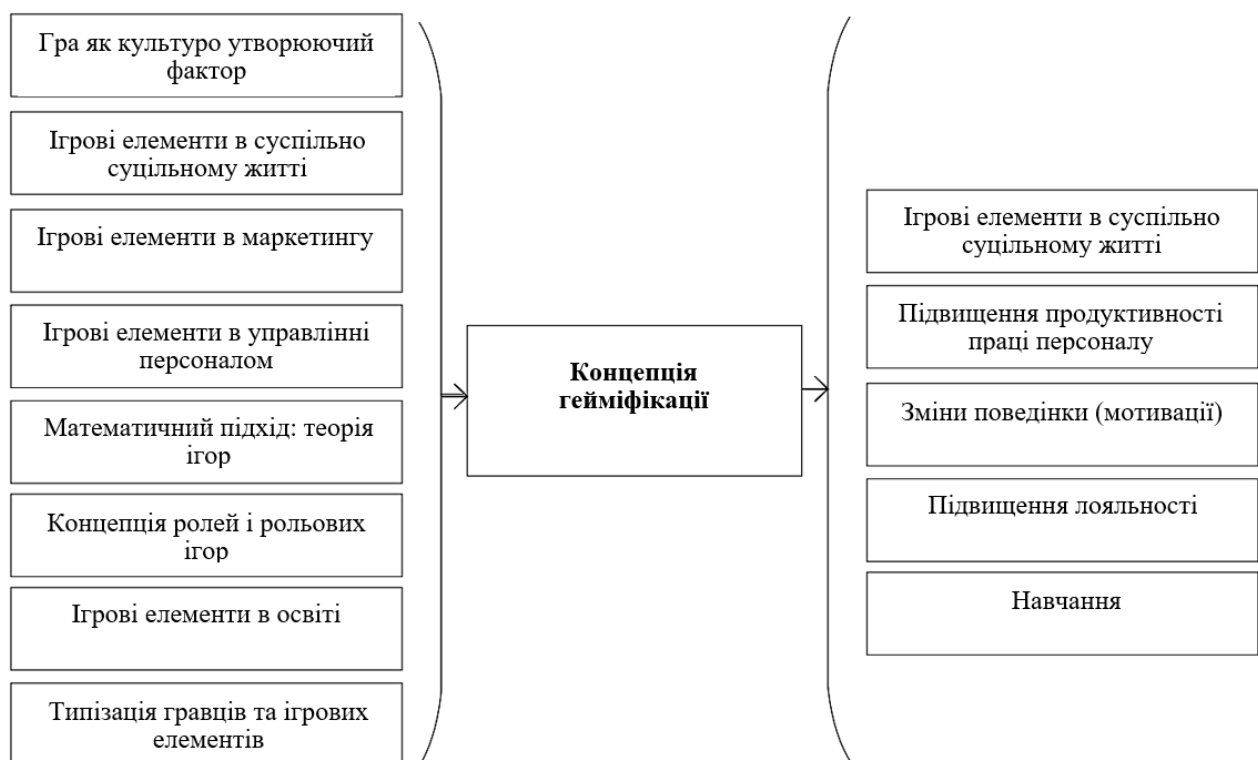 Гра як культуро утворюючий
фактор
Ігрові елементи в суспільно
суцільному житті
Ігрові елементи в маркетингу
Ігрові елементи в управлінні
персоналом
Математичний підхід: теорія
ігор
Концепція ролей і рольових
ігор
Ігрові елементи в освіті
Типізація гравців та ігрових
елементів
Концепція
гейміфікації
Ігрові елементи в суспільно
суцільному житті
Підвищення продуктивності
праці персоналу
Зміни поведінки (мотивації)
Підвищення лояльності
Навчання